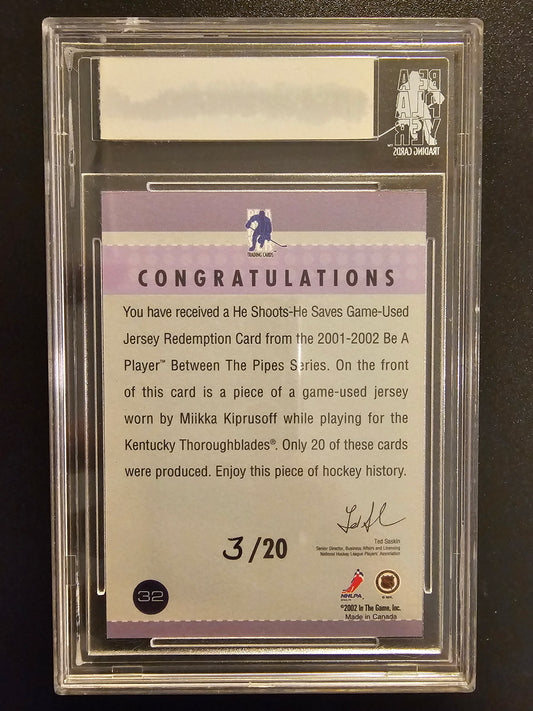 BE A
PLAYER
TRADING CARDS
TRADING CARDS
CONGRATULATIONS
You have received a He Shoots-He Saves Game-Used
Jersey Redemption Card from the 2001-2002 Be A
Player™ Between The Pipes Series. On the front
of this card is a piece of a game-used jersey
worn by Miikka Kiprusoff while playing for the
Kentucky Thoroughblades®. Only 20 of these cards
were produced. Enjoy this piece of hockey history.
3/20
Ted Saskin
Senior Director, Business Affairs and Licensing
National Hockey League Players' Association
32
NHLPA
© NHL
©2002 In The Game, Inc.
Made in Canada